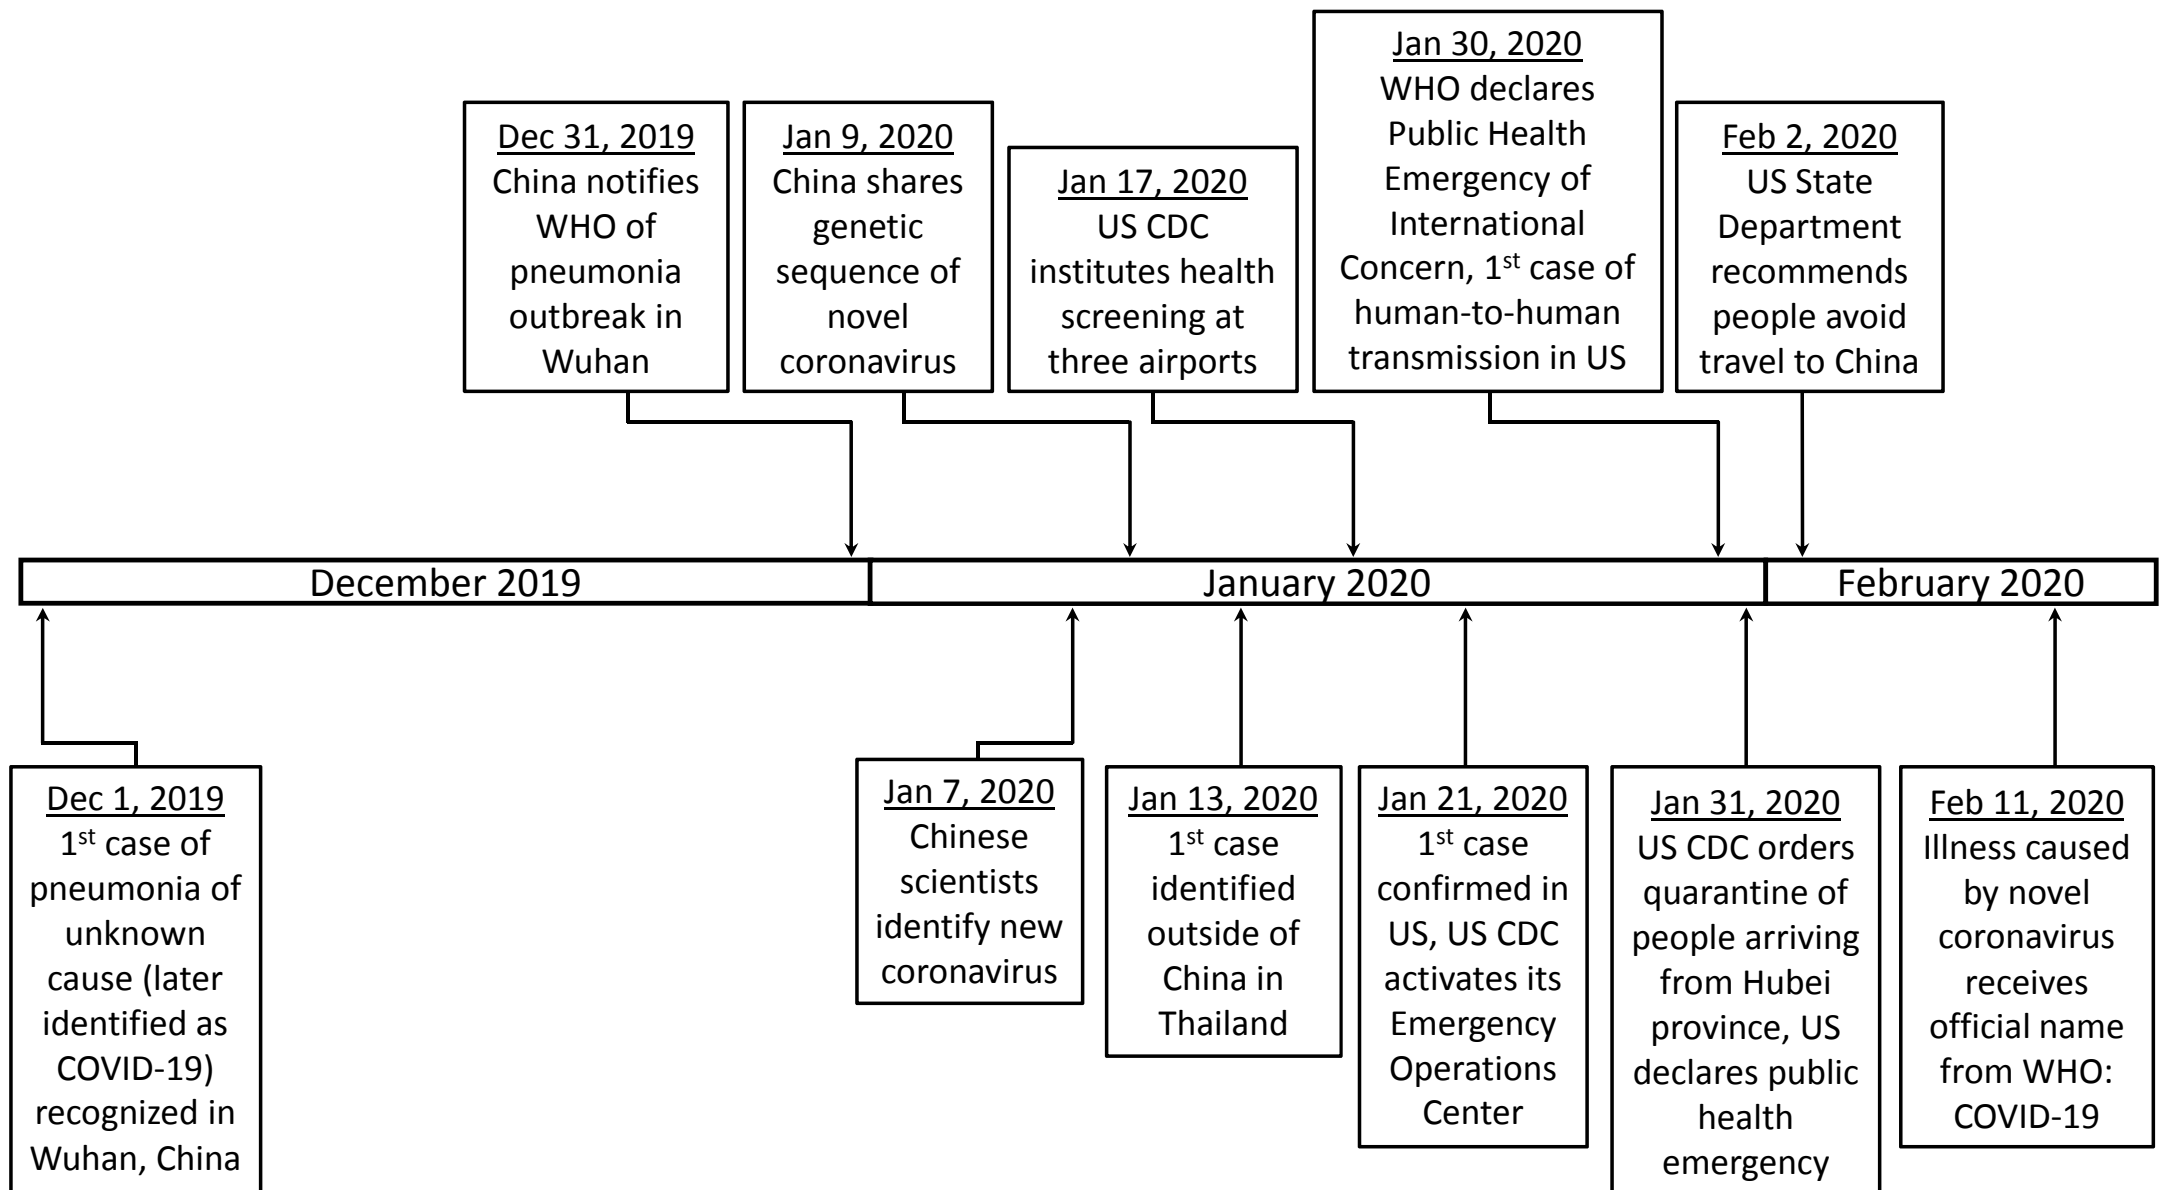 Dec 31, 2019
China notifies
WHO of
pneumonia
outbreak in
Wuhan
Jan 9, 2020
China shares
genetic
sequence of
novel
coronavirus
Jan 17, 2020
US CDC
institutes health
screening at
three airports
Jan 30, 2020
WHO declares
Public Health
Emergency of
International
Concern, 1st case of
human-to-human
transmission in US
Feb 2, 2020
US State
Department
recommends
people avoid
travel to China
December 2019
January 2020
February 2020
Dec 1, 2019
1st case of
pneumonia of
unknown
cause (later
identified as
COVID-19)
recognized in
Wuhan, China
Jan 7, 2020
Chinese
scientists
identify new
coronavirus
Jan 13, 2020
1st case
identified
outside of
China in
Thailand
Jan 21, 2020
1st case
confirmed in
US, US CDC
activates its
Emergency
Operations
Center
Jan 31, 2020
US CDC orders
quarantine of
people arriving
from Hubei
province, US
declares public
health
emergency
Feb 11, 2020
Illness caused
by novel
coronavirus
receives
official name
from WHO:
COVID-19